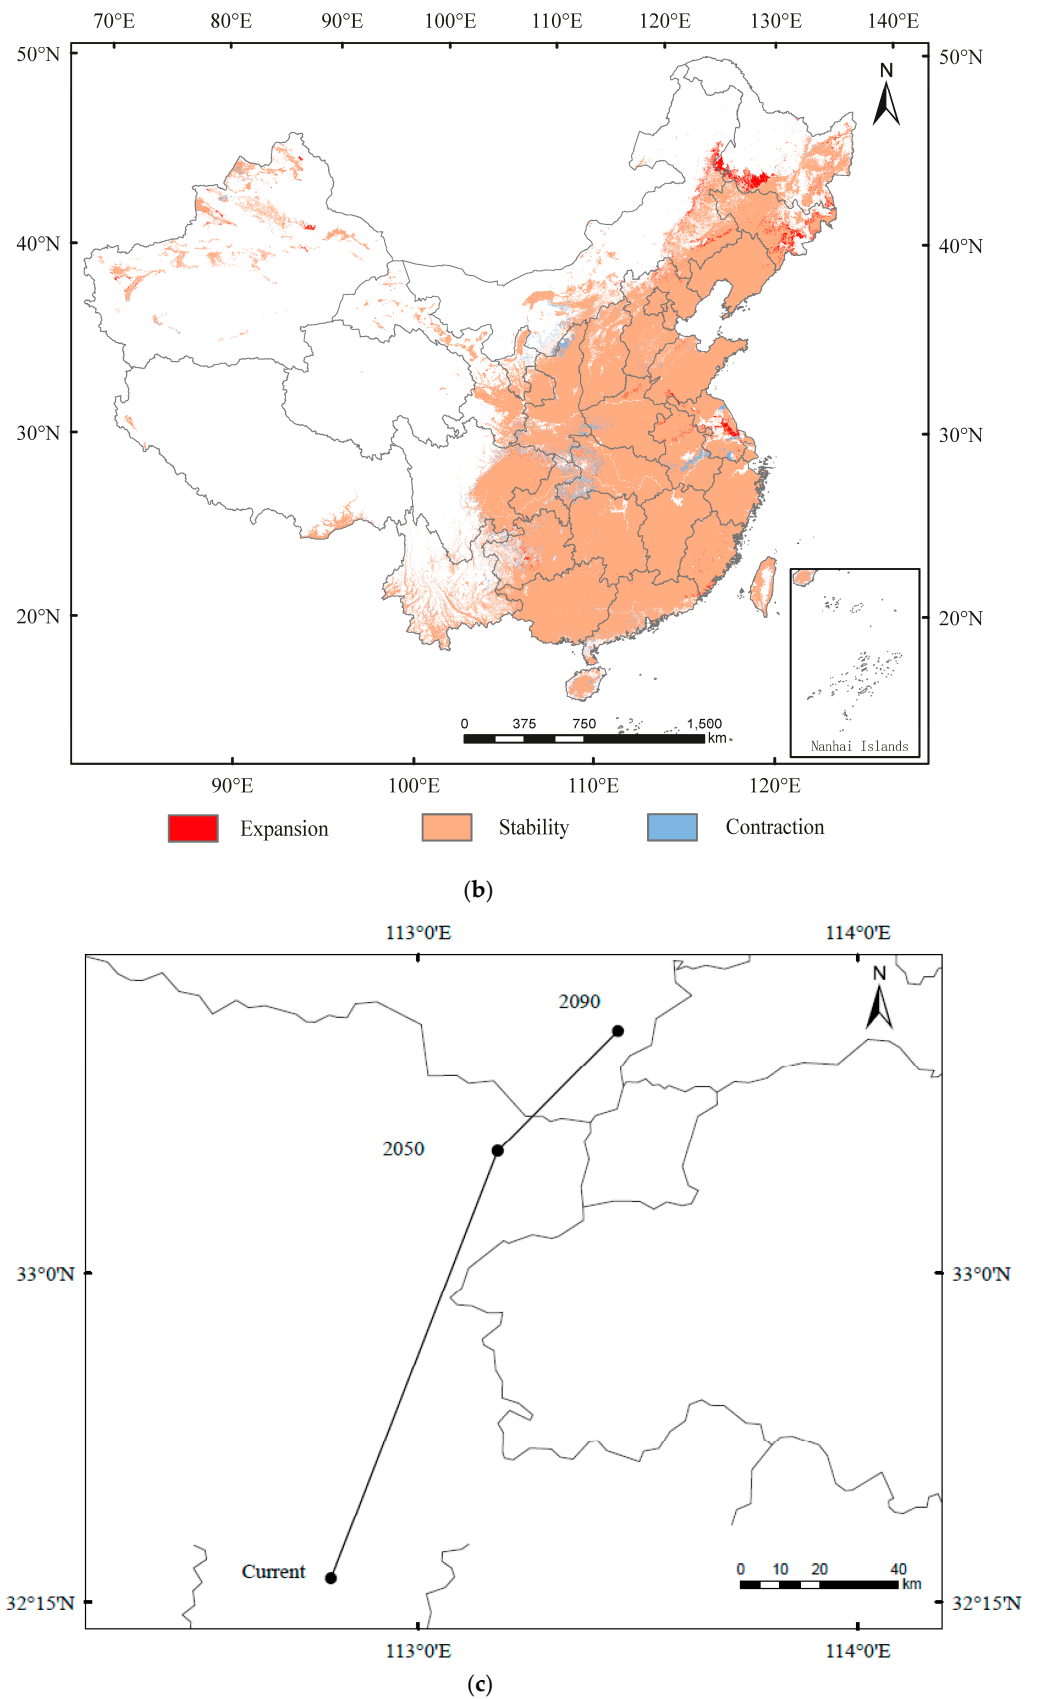 70°E 80°E 90°E 100°E 110°E 120°E 130°E 140°E
50°N 50°N
N
40°N 40°N
30°N 30°N
20°N 20°N
0 375 750 1,500
km
Nanhai Islands
90°E 100°E 110°E 120°E
Expansion Stability Contraction
(b)
113°0'E 114°0'E
N
2090
2050
33°0'N 33°0'N
Current
0 10 20 40
km
32°15'N 32°15'N
113°0'E 114°0'E
(c)